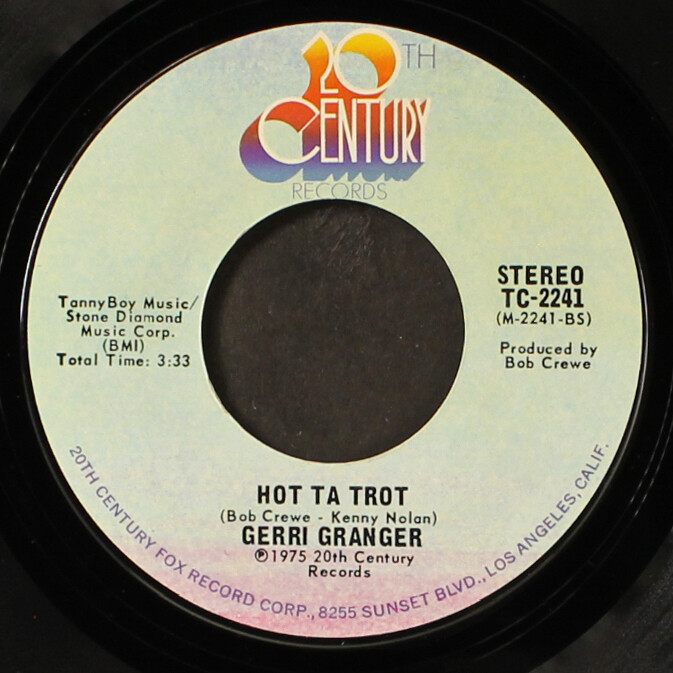 20TH
CENTURY
RECORDS
STEREO
TC-2241
(M-2241-BS)
Produced by
Bob Crewe
TannyBoy Music/
Stone Diamond
Music Corp.
(BMI)
Total Time: 3:33
HOT TA TROT
(Bob Crewe - Kenny Nolan)
GERRI GRANGER
℗1975 20th Century
Records
20TH CENTURY FOX RECORD CORP., 8255 SUNSET BLVD., LOS ANGELES, CALIF.